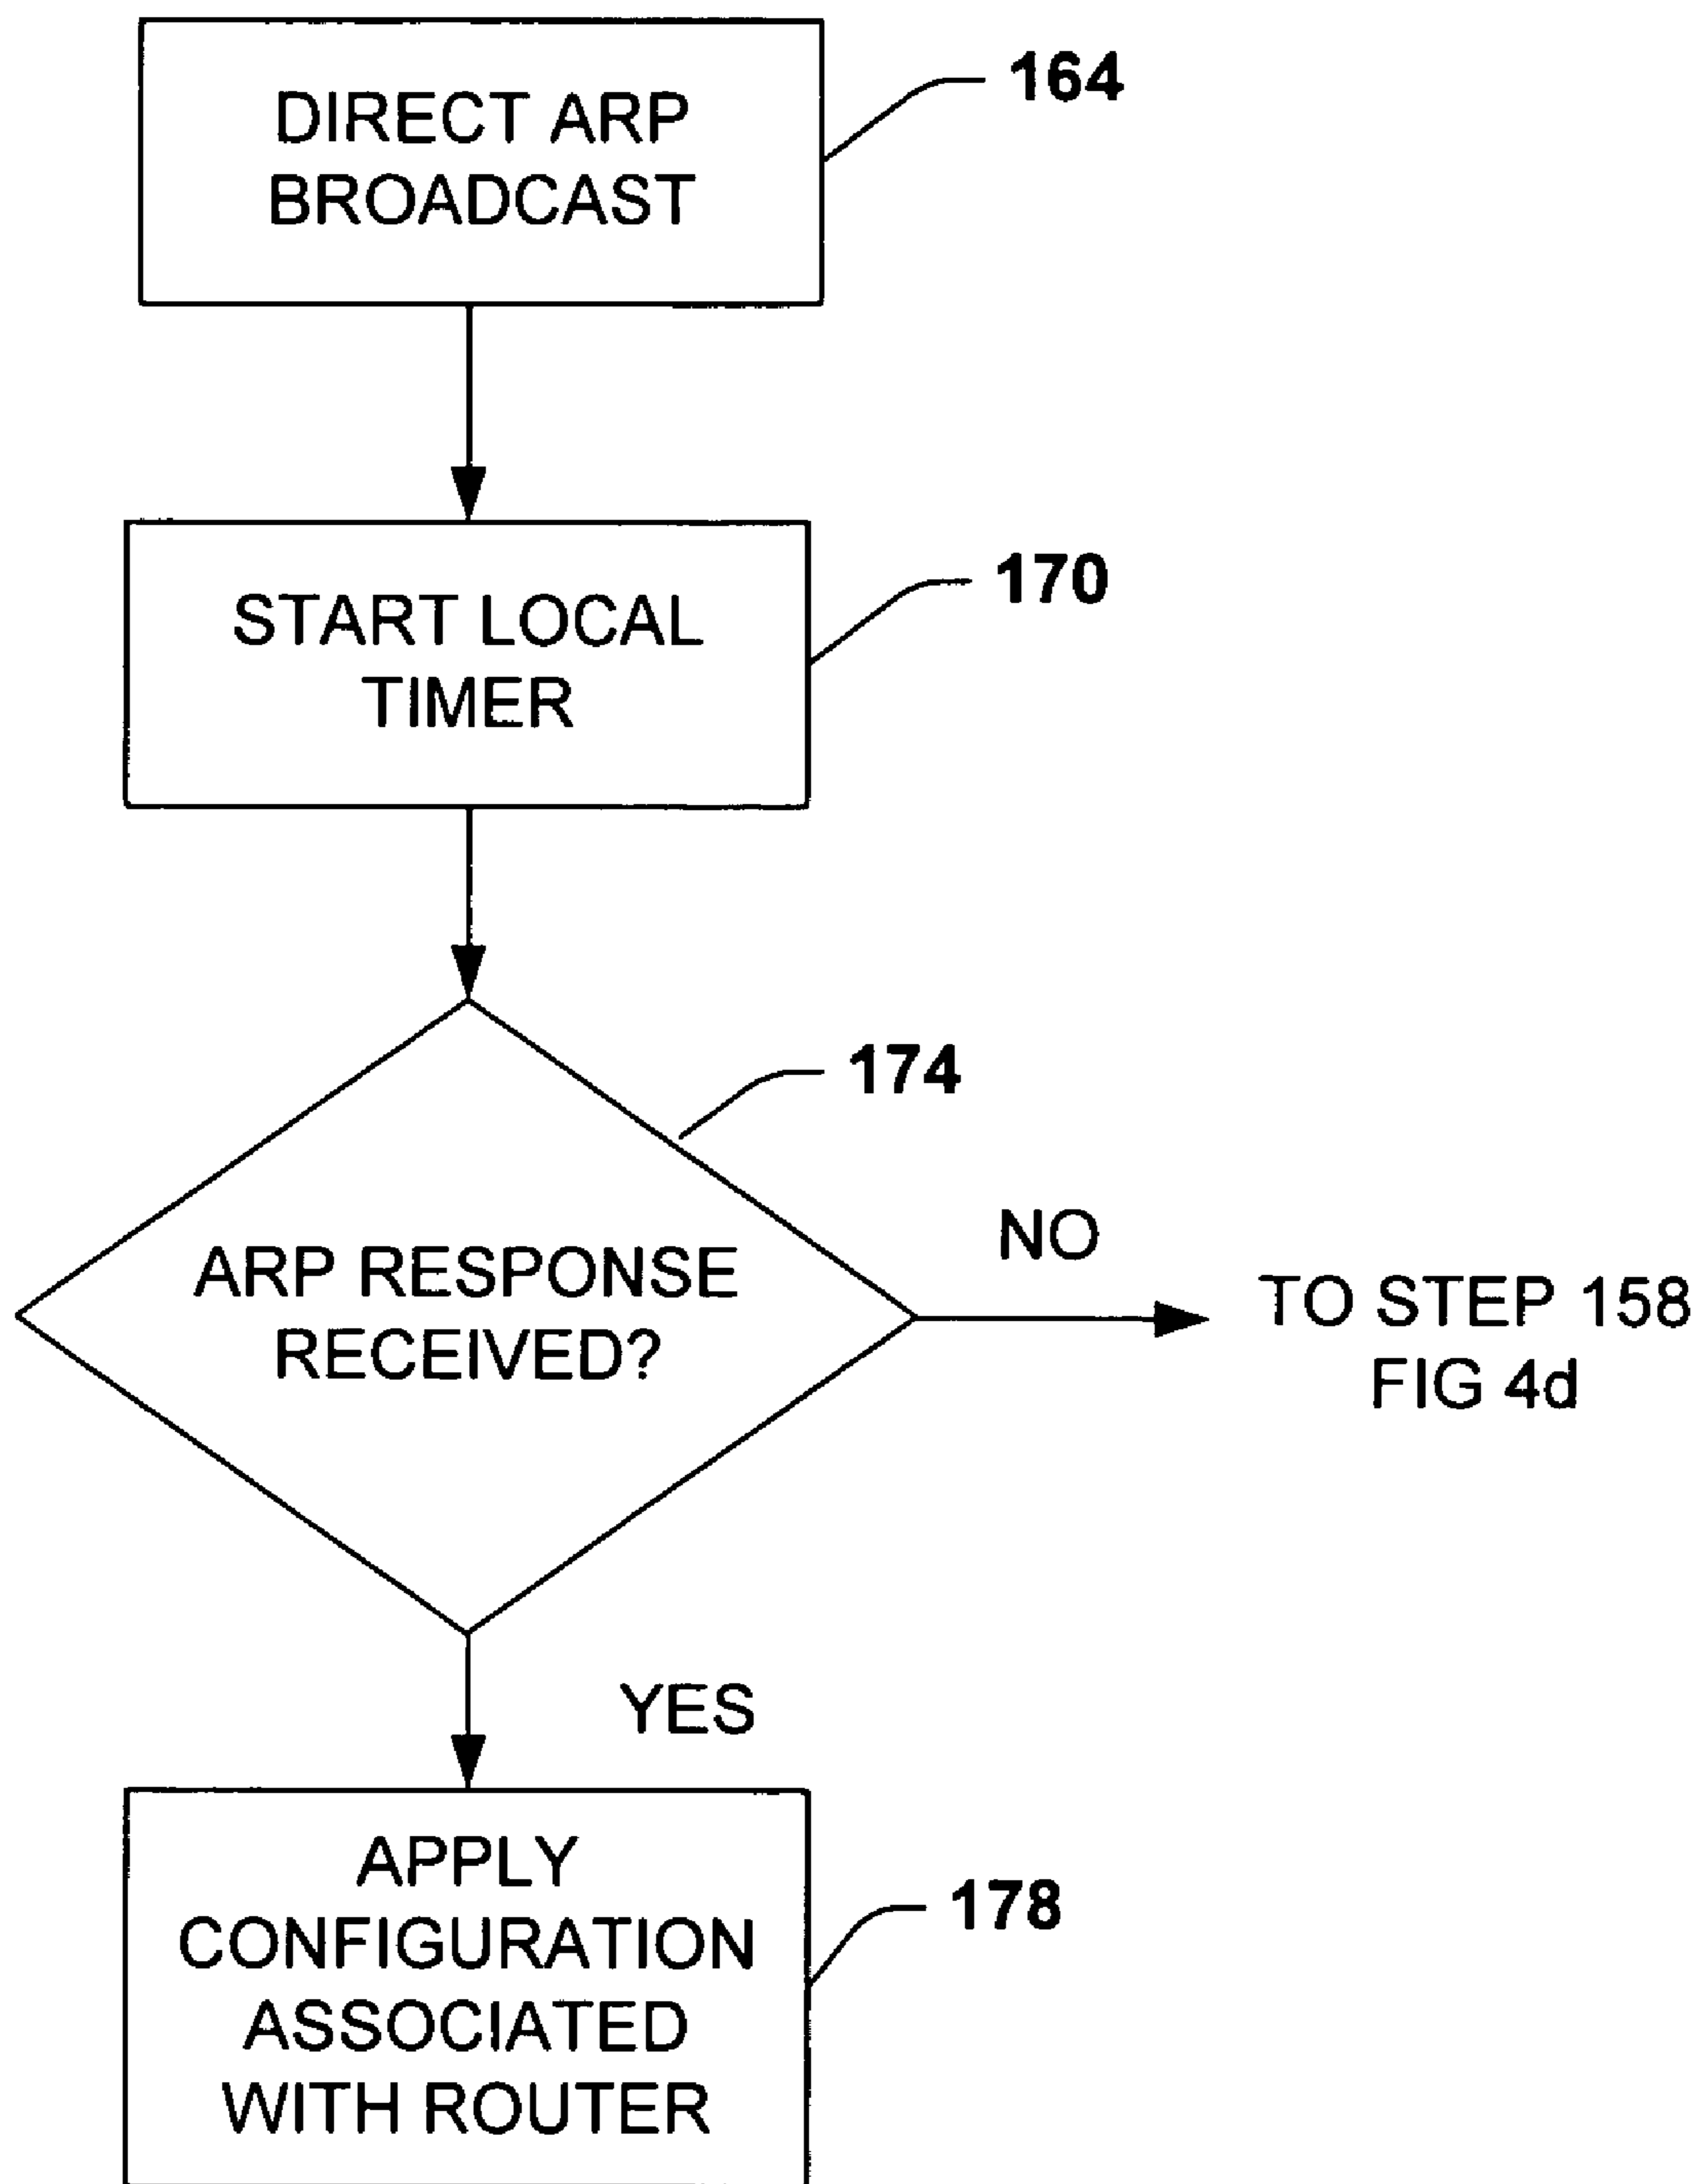 DIRECT ARP
BROADCAST
164
START LOCAL
TIMER
170
174
ARP RESPONSE
RECEIVED?
NO
TO STEP 158
FIG 4d
YES
APPLY
CONFIGURATION
ASSOCIATED
WITH ROUTER
178